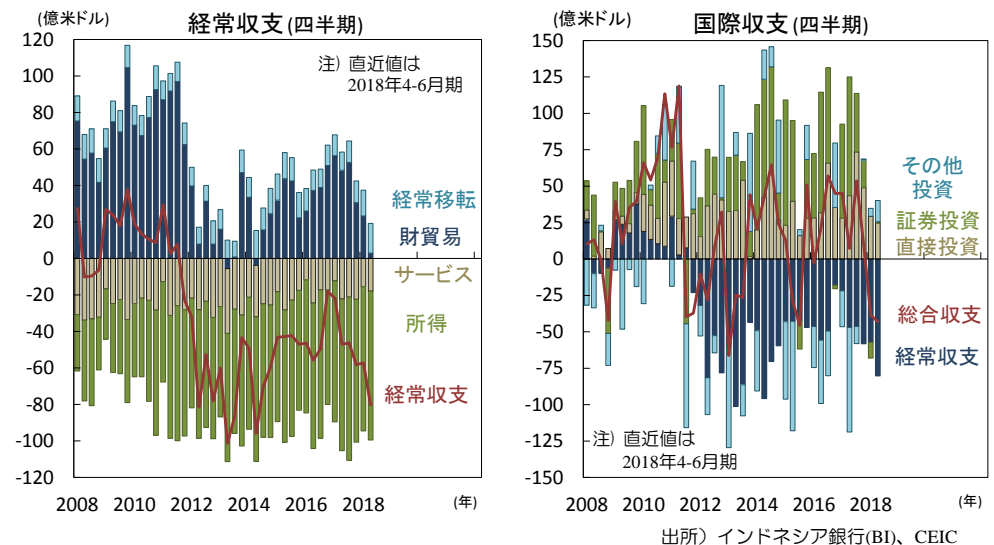 経常収支(四半期)
(億米ドル)
120
100
80
60
40
20
0
-20
-40
-60
-80
-100
-120
注) 直近値は
2018年4-6月期
経常移転
財貿易
サービス
所得
経常収支
2008 2010 2012 2014 2016 2018
(年)
国際収支(四半期)
(億米ドル)
150
100
50
0
-50
-100
-150
その他
投資
証券投資
直接投資
総合収支
経常収支
注) 直近値は
2018年4-6月期
2008 2010 2012 2014 2016 2018
(年)
出所）インドネシア銀行(BI)、CEIC